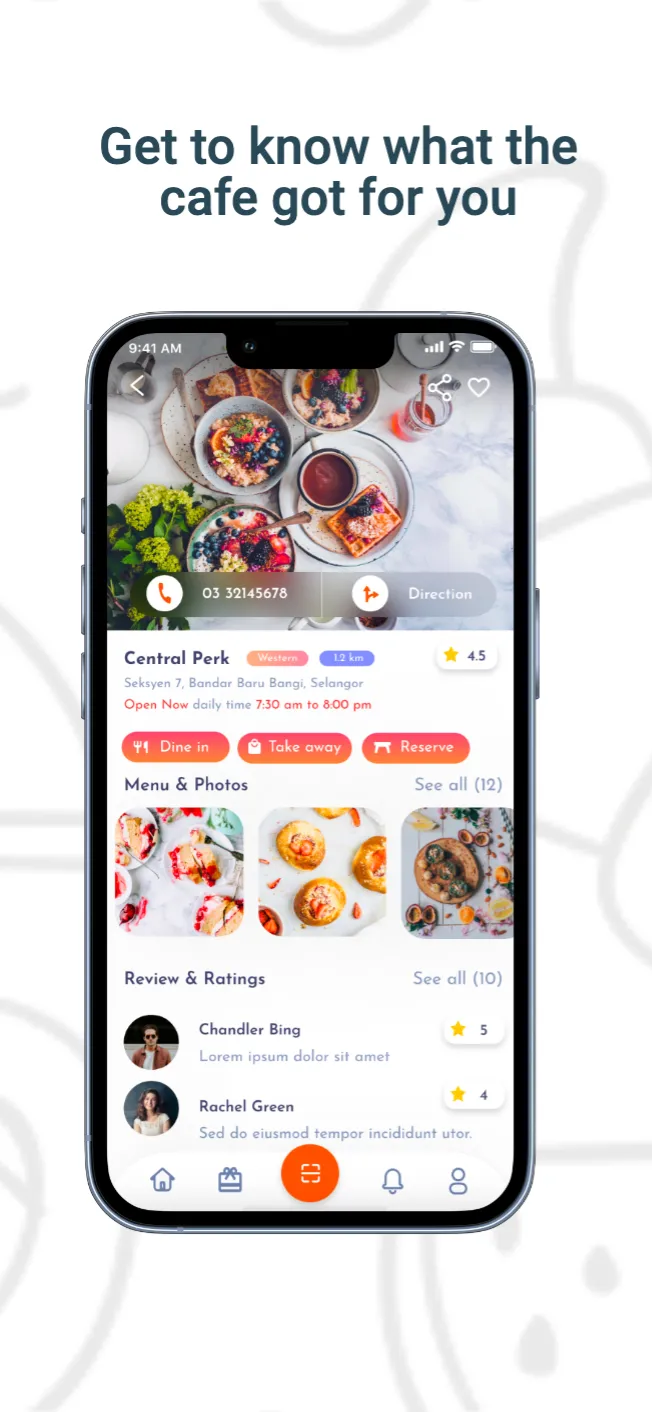 Get to know what the
cafe got for you
9:41 AM
03 32145678
Direction
Central Perk
Western
1.2 km
4.5
Seksyen 7, Bandar Baru Bangi, Selangor
Open Now daily time 7:30 am to 8:00 pm
Dine in
Take away
Reserve
Menu & Photos
See all (12)
Review & Ratings
See all (10)
Chandler Bing
5
Lorem ipsum dolor sit amet
Rachel Green
4
Sed do eiusmod tempor incididunt utor.